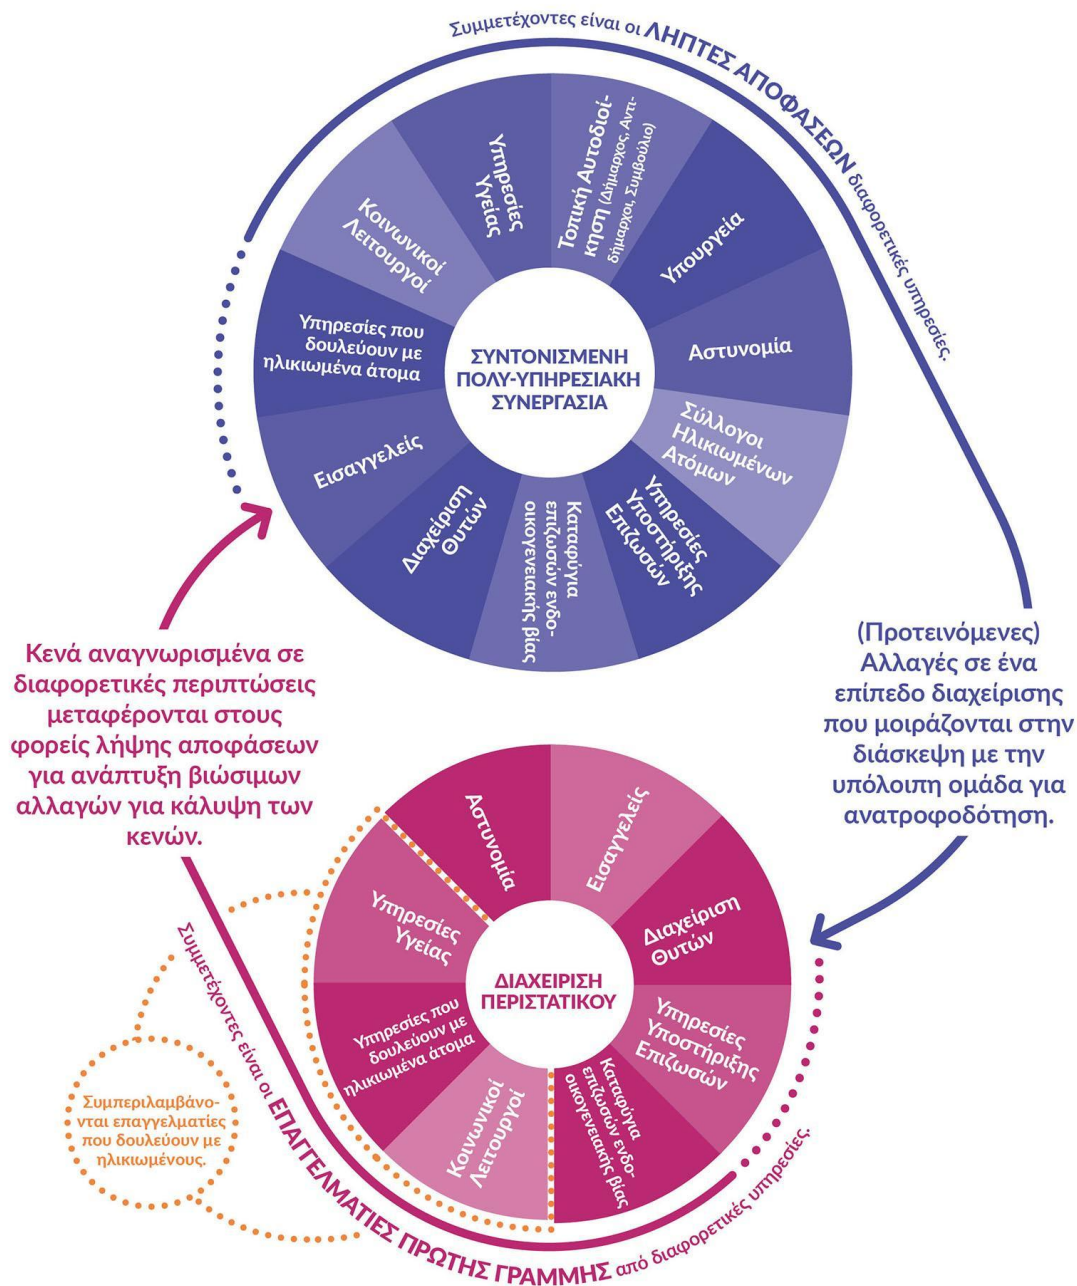 Συμμετέχοντες είναι οι ΛΗΠΤΕΣ ΑΠΟΦΑΣΕΩΝ διαφορετικές υπηρεσίες.
Υπηρεσίες
Υγείας
Τοπική Αυτοδιοί-
κηση (Δήμαρχος, Αντι-
δήμαρχοι, Συμβούλιο)
Υπουργεία
Αστυνομία
Σύλλογοι
Ηλικιωμένων
Ατόμων
Υπηρεσίες
Υποστήριξης
Επιζωσών
Καταφύγια
επιζωσών ενδο-
οικογενειακής βίας
Διαχείριση
Θυτών
Εισαγγελείς
Υπηρεσίες που
δουλεύουν με
ηλικιωμένα άτομα
Κοινωνικοί
Λειτουργοί
ΣΥΝΤΟΝΙΣΜΕΝΗ
ΠΟΛΥ-ΥΠΗΡΕΣΙΑΚΗ
ΣΥΝΕΡΓΑΣΙΑ
(Προτεινόμενες)
Αλλαγές σε ένα
επίπεδο διαχείρισης
που μοιράζονται στην
διάσκεψη με την
υπόλοιπη ομάδα για
ανατροφοδότηση.
Κενά αναγνωρισμένα σε
διαφορετικές περιπτώσεις
μεταφέρονται στους
φορείς λήψης αποφάσεων
για ανάπτυξη βιώσιμων
αλλαγών για κάλυψη των
κενών.
Αστυνομία
Εισαγγελείς
Διαχείριση
Θυτών
Υπηρεσίες
Υποστήριξης
Επιζωσών
Καταφύγια
επιζωσών ενδο-
οικογενειακής βίας
Κοινωνικοί
Λειτουργοί
Υπηρεσίες που
δουλεύουν με
ηλικιωμένα άτομα
Υπηρεσίες
Υγείας
ΔΙΑΧΕΙΡΙΣΗ
ΠΕΡΙΣΤΑΤΙΚΟΥ
Συμπεριλαμβάνο-
νται επαγγελματίες
που δουλεύουν με
ηλικιωμένους.
Συμμετέχοντες είναι οι ΕΠΑΓΓΕΛΜΑΤΙΕΣ ΠΡΩΤΗΣ ΓΡΑΜΜΗΣ από διαφορετικές υπηρεσίες.